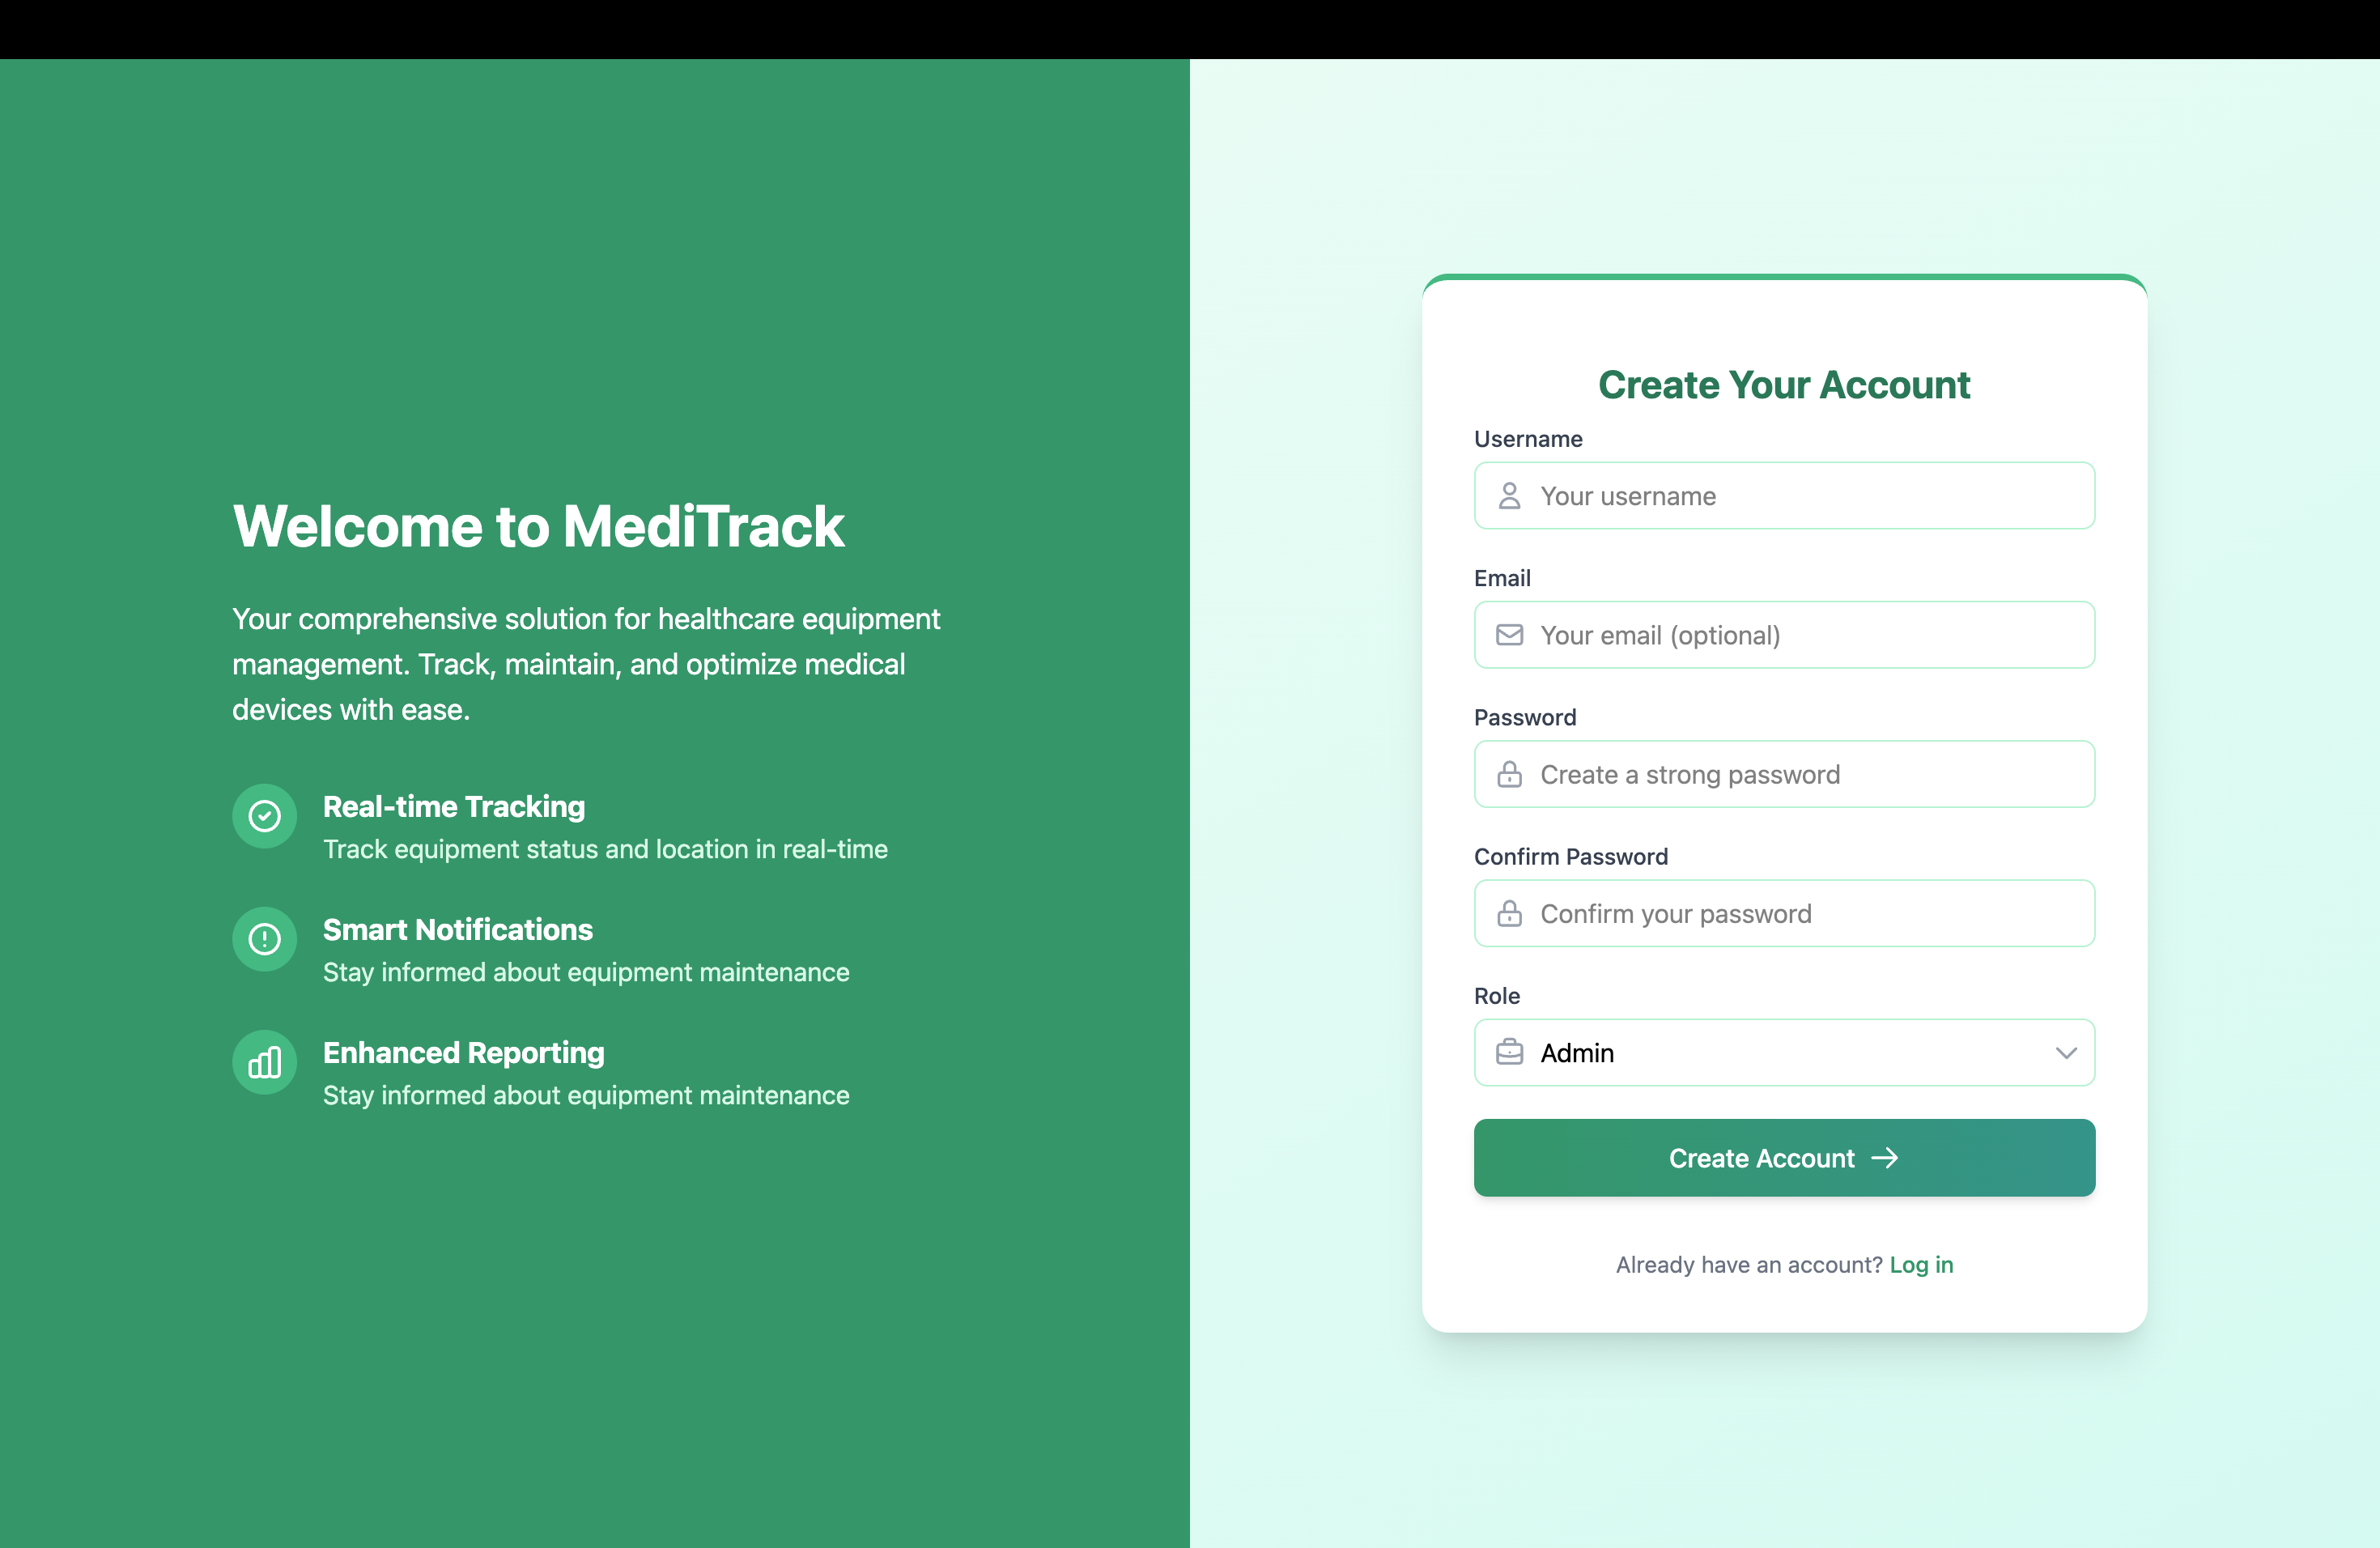 Welcome to MediTrack
Your comprehensive solution for healthcare equipment
management. Track, maintain, and optimize medical
devices with ease.
Real-time Tracking
Track equipment status and location in real-time
Smart Notifications
Stay informed about equipment maintenance
Enhanced Reporting
Stay informed about equipment maintenance
Create Your Account
Username
Your username
Email
Your email (optional)
Password
Create a strong password
Confirm Password
Confirm your password
Role
Admin
Create Account
Already have an account? Log in